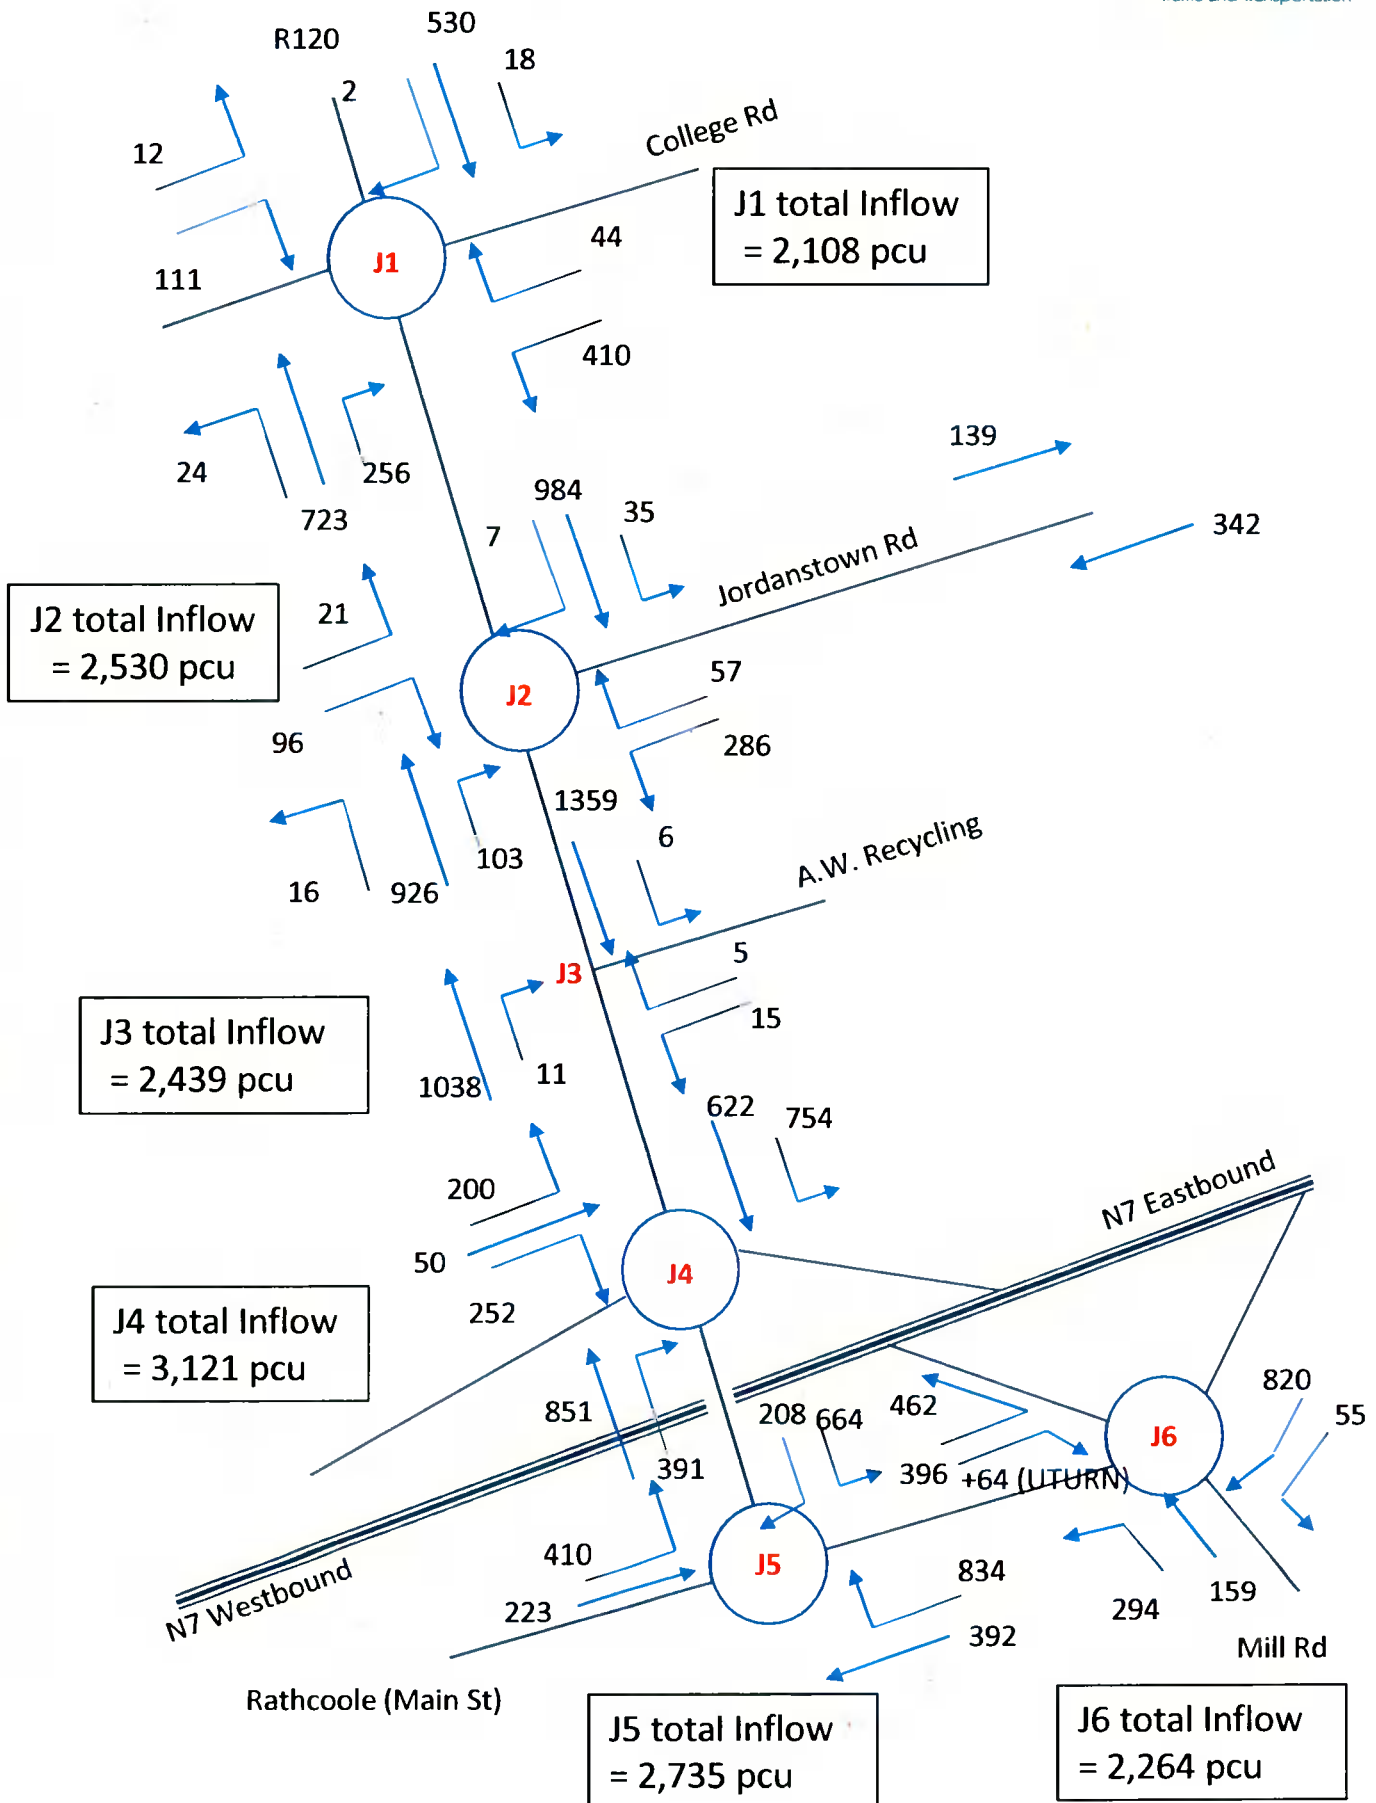 R120
530
18
2
12
College Rd
J1 total Inflow
= 2,108 pcu
J1
44
111
410
24
256
723
139
984
35
7
342
Jordanstown Rd
J2 total Inflow
= 2,530 pcu
21
J2
57
96
286
1359
6
A.W. Recycling
103
16
926
J3
5
J3 total Inflow
= 2,439 pcu
15
1038
11
622
754
200
N7 Eastbound
50
J4
252
J4 total Inflow
= 3,121 pcu
851
208
664
462
820
55
391
J6
396
+64 (UTURN)
410
J5
834
N7 Westbound
223
294
159
392
Mill Rd
Rathcoole (Main St)
J5 total Inflow
= 2,735 pcu
J6 total Inflow
= 2,264 pcu